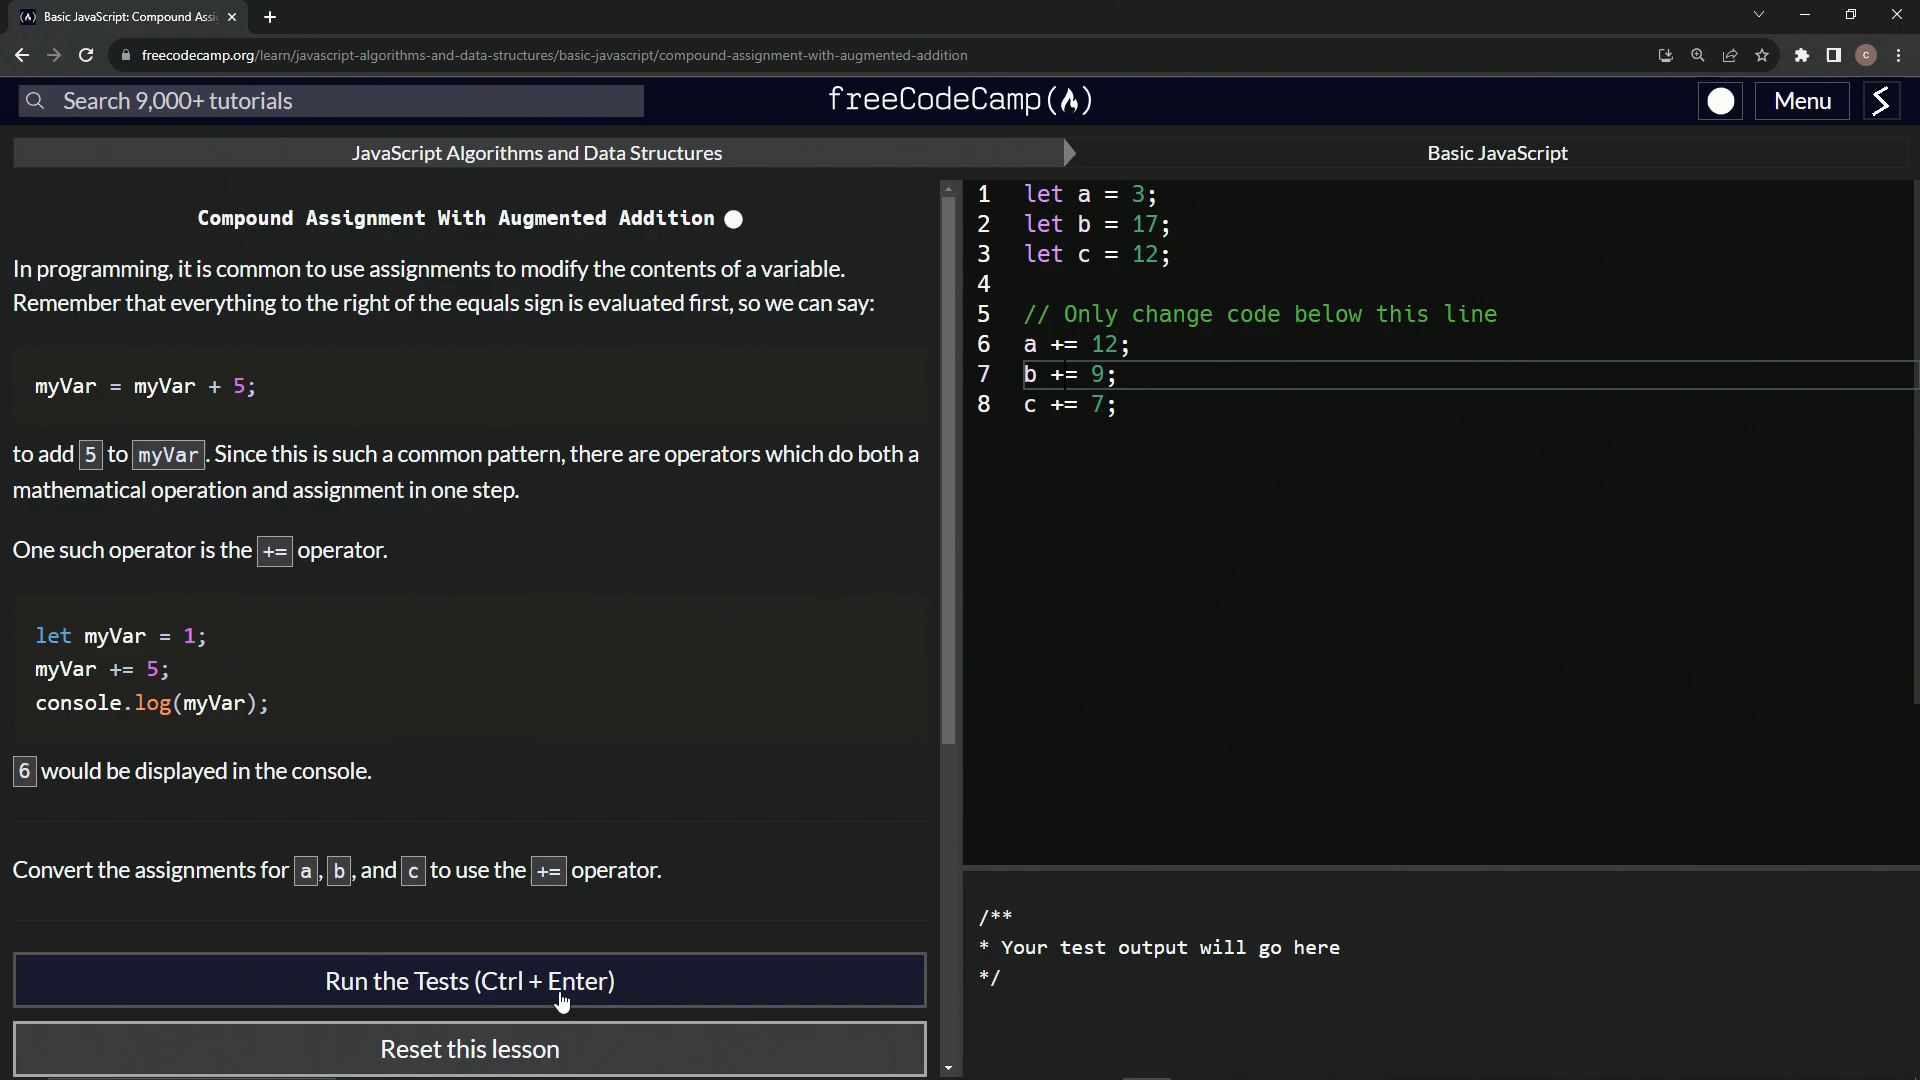 Basic JavaScript: Compound Assi
freecodecamp.org/learn/javascript-algorithms-and-data-structures/basic-javascript/compound-assignment-with-augmented-addition
c
Search 9,000+ tutorials
freeCodeCamp
Menu
JavaScript Algorithms and Data Structures
Basic JavaScript
Compound Assignment With Augmented Addition
In programming, it is common to use assignments to modify the contents of a variable.
Remember that everything to the right of the equals sign is evaluated first, so we can say:
myVar = myVar + 5;
to add 5 to myVar. Since this is such a common pattern, there are operators which do both a
mathematical operation and assignment in one step.
One such operator is the += operator.
let myVar = 1;
myVar += 5;
console.log(myVar);
6 would be displayed in the console.
Convert the assignments for a, b, and c to use the += operator.
Run the Tests (Ctrl + Enter)
Reset this lesson
1 let a = 3;
2 let b = 17;
3 let c = 12;
4
5 // Only change code below this line
6 a += 12;
7 b += 9;
8 c += 7;
/**
* Your test output will go here
*/